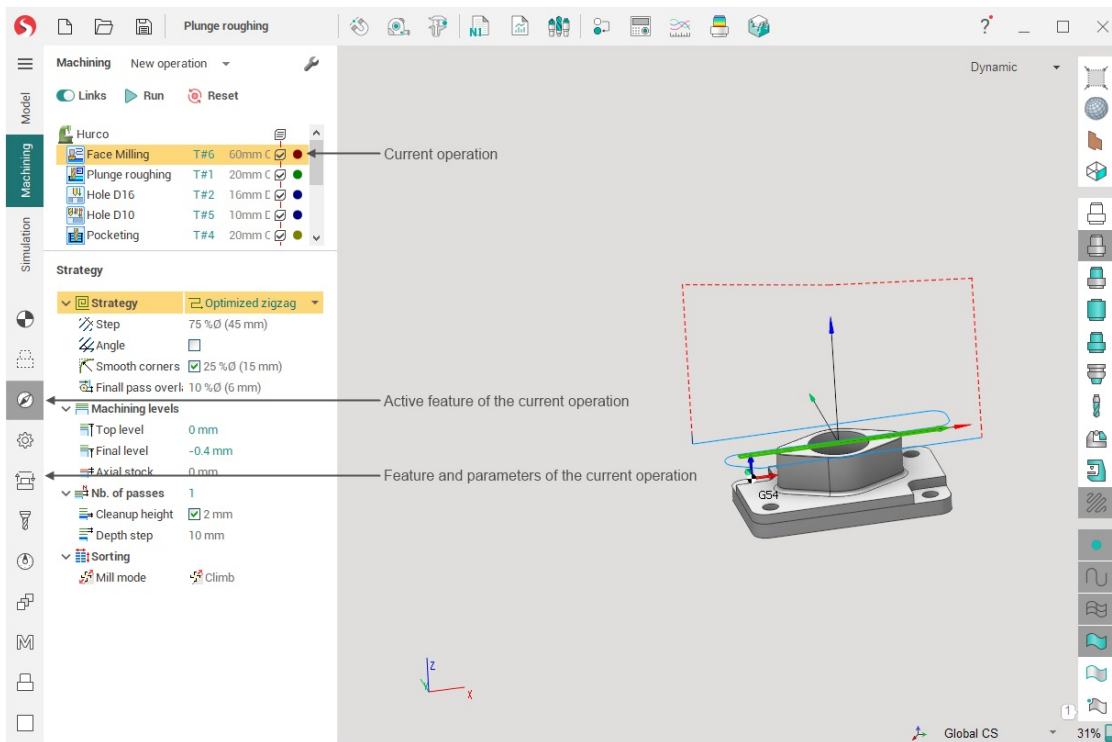 Plunge roughing
N1
?
Machining New operation
Links Run Reset
Model
Machining
Simulation
Hurco
Face Milling T#6 60mm C
Plunge roughing T#1 20mm C
Hole D16 T#2 16mm D
Hole D10 T#5 10mm D
Pocketing T#4 20mm C
Current operation
Dynamic
Strategy
Strategy Optimized zigzag
Step 75 %Ø (45 mm)
Angle
Smooth corners 25 %Ø (15 mm)
Finall pass overla 10 %Ø (6 mm)
Active feature of the current operation
Machining levels
Top level 0 mm
Final level -0.4 mm
Axial stock 0 mm
Feature and parameters of the current operation
Nb. of passes 1
Cleanup height 2 mm
Depth step 10 mm
Sorting
Mill mode Climb
G54
Z
Y
X
M
1
Global CS 31%